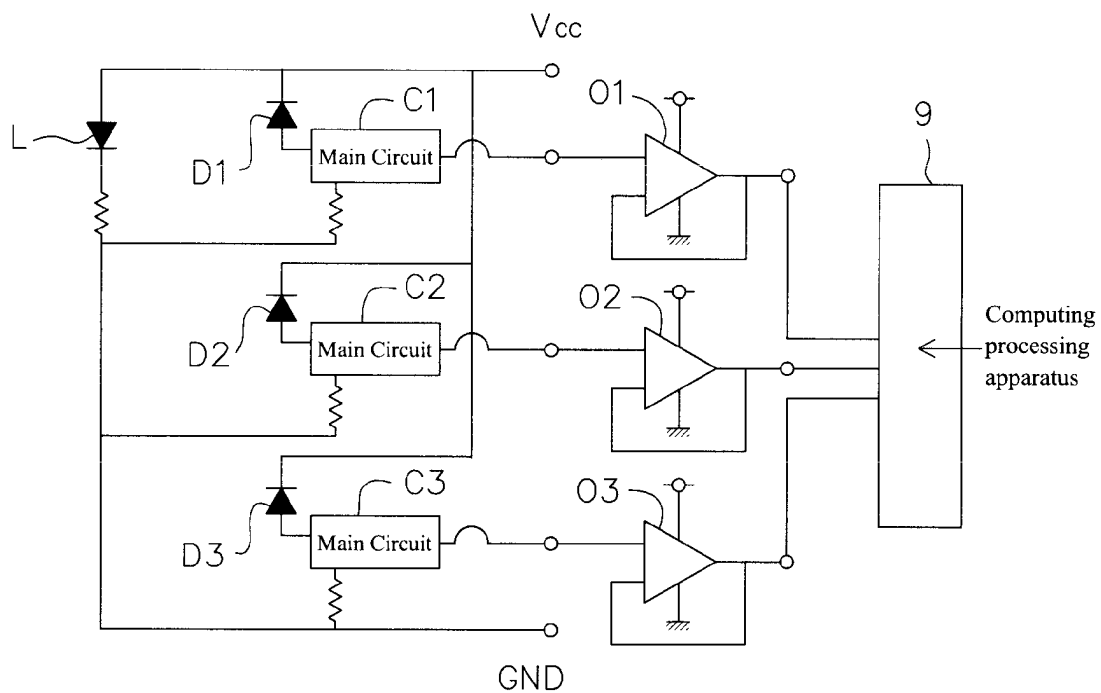 Vcc
C1
O1
9
L
D1
Main Circuit
C2
O2
D2
Main Circuit
Computing
processing
apparatus
C3
O3
D3
Main Circuit
GND